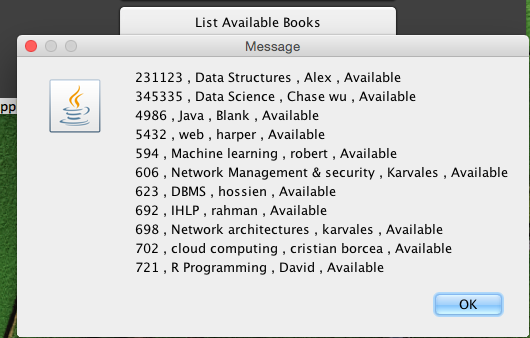 List Available Books
Message
pp
231123 , Data Structures , Alex , Available
345335 , Data Science , Chase wu , Available
4986 , Java , Blank , Available
5432 , web , harper , Available
594 , Machine learning , robert , Available
606 , Network Management & security , Karvales , Available
623 , DBMS , hossien , Available
692 , IHLP , rahman , Available
698 , Network architectures , karvales , Available
702 , cloud computing , cristian borcea , Available
721 , R Programming , David , Available
OK